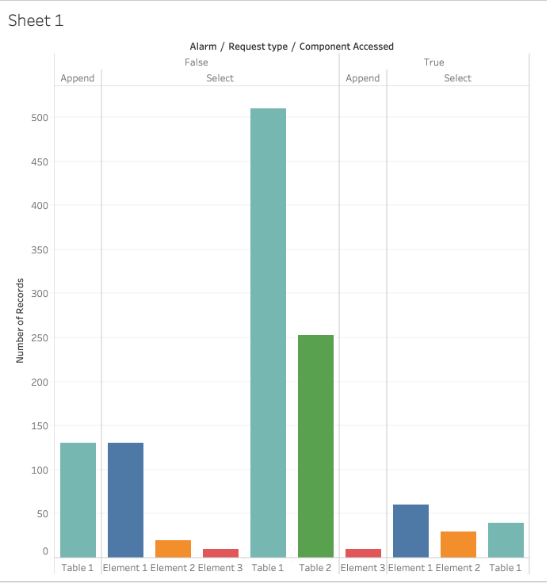 Sheet 1
Alarm / Request type / Component Accessed
False True
Append Select Append Select
Number of Records
500
450
400
350
300
250
200
150
100
50
0
Table 1 Element 1 Element 2 Element 3 Table 1 Table 2 Element 3 Element 1 Element 2 Table 1